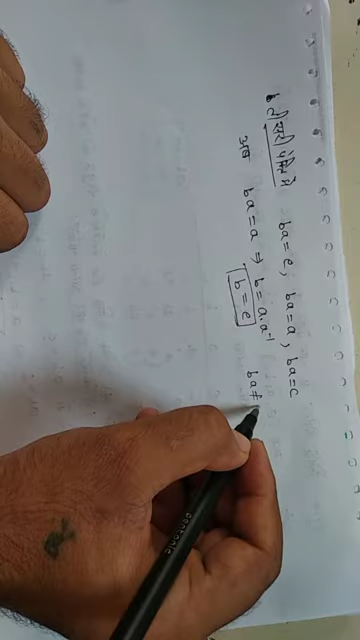 b की दूसरी पंक्ति में
ba = e, ba = a, ba = c
अब ba = a ⇒ b = a.a⁻¹
b = e
ba ≠